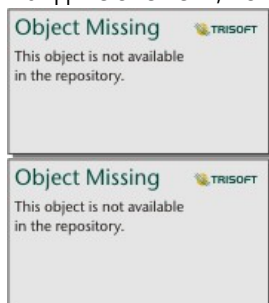 Object Missing
TRISOFT
This object is not available
in the repository.
Object Missing
TRISOFT
This object is not available
in the repository.